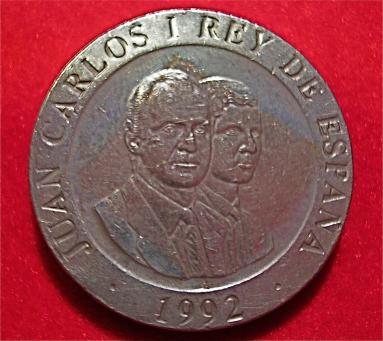 JUAN CARLOS I REY DE ESPAÑA
· 1992 ·